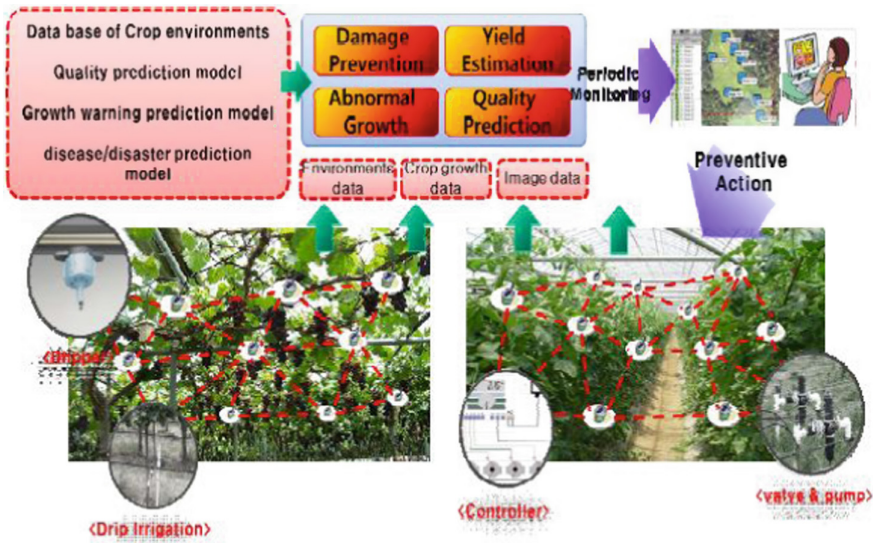 Data base of Crop environments
Quality prediction model
Growth warning prediction model
disease/disaster prediction
model
Damage
Prevention
Yield
Estimation
Abnormal
Growth
Quality
Prediction
Periodic
Monitoring
Environments
data
Crop growth
data
Image data
Preventive
Action
<dripper>
<Drip Irrigation>
<Controller>
<valve & pump>